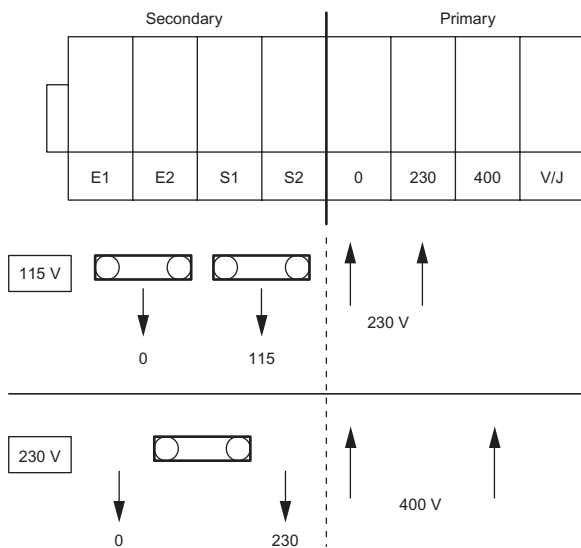 Secondary Primary
E1 E2 S1 S2 0 230 400 V/J
115 V
230 V
0 115
230 V
400 V
0 230